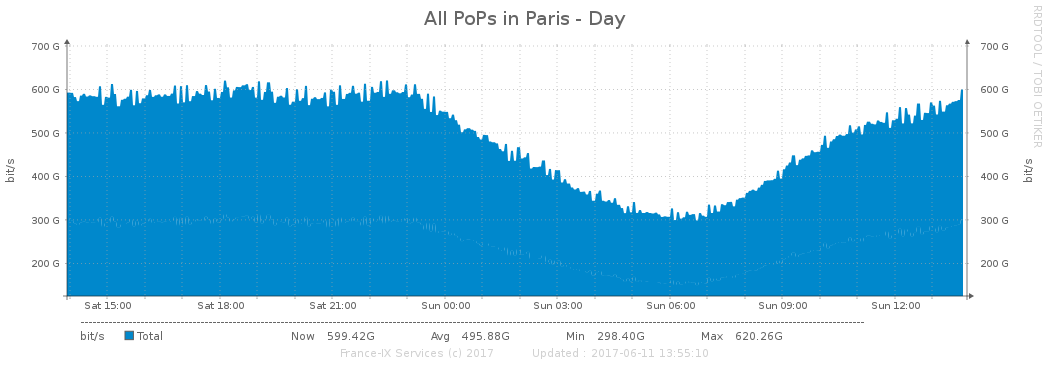 All PoPs in Paris - Day
RRDTOOL / TOBI OETIKER
700 G 700 G
600 G 600 G
500 G 500 G
400 G 400 G
300 G 300 G
200 G 200 G
bit/s bit/s
Sat 15:00 Sat 18:00 Sat 21:00 Sun 00:00 Sun 03:00 Sun 06:00 Sun 09:00 Sun 12:00
bit/s Total Now 599.42G Avg 495.88G Min 298.40G Max 620.26G
France-IX Services (c) 2017 Updated : 2017-06-11 13:55:10